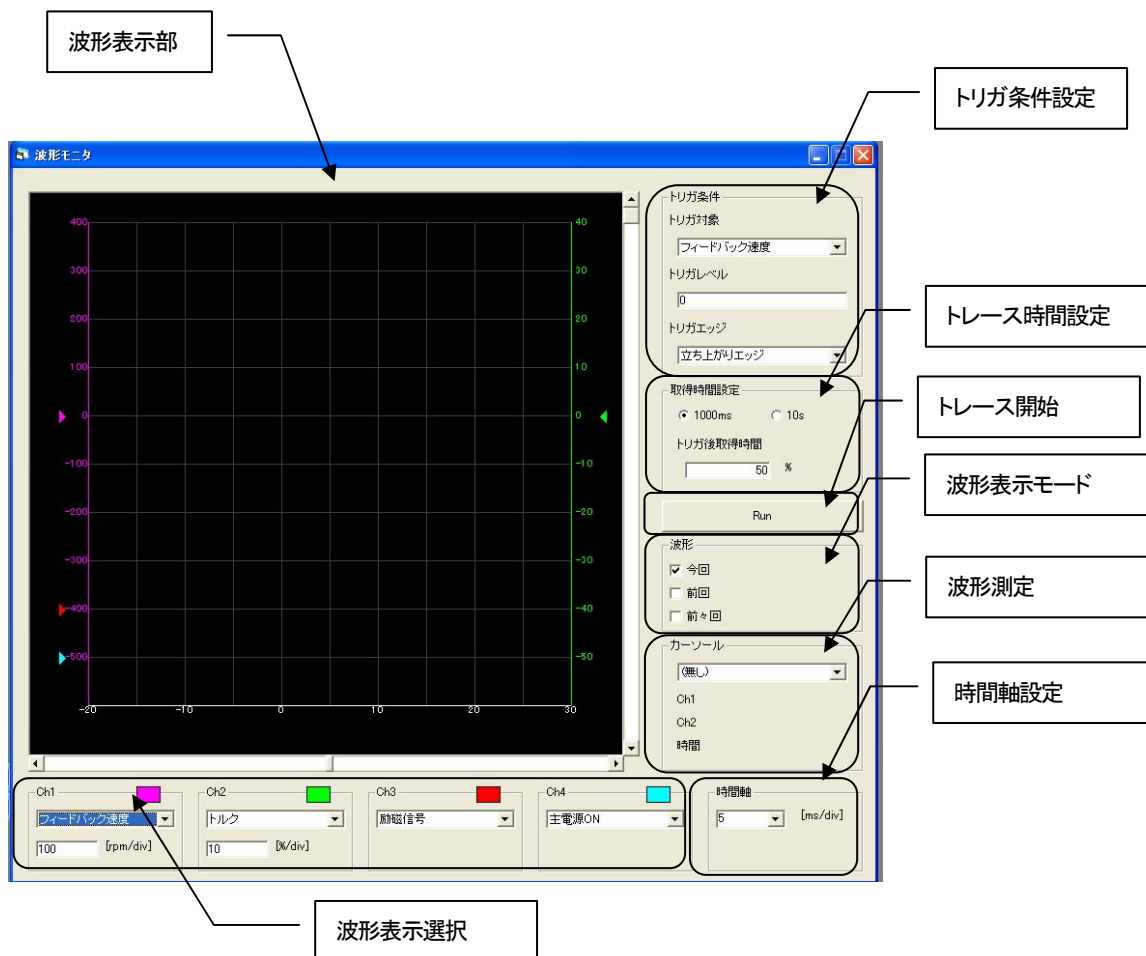 波形表示部
トリガ条件設定
波形モニタ
トリガ条件
トリガ対象
フィードバック速度
トリガレベル
0
トリガエッジ
立ち上がりエッジ
トレース時間設定
取得時間設定
1000ms 10s
トリガ後取得時間
50 %
トレース開始
Run
波形表示モード
波形
今回
前回
前々回
波形測定
カーソール
(無し)
Ch1
Ch2
時間
時間軸設定
400 40
300 30
200 20
100 10
0 0
-100 -10
-200 -20
-300 -30
-400 -40
-500 -50
-20 -10 0 10 20 30
Ch1 Ch2 Ch3 Ch4 時間軸
フィードバック速度 トルク 励磁信号 主電源ON 5 [ms/div]
100 [rpm/div] 10 [%/div]
波形表示選択